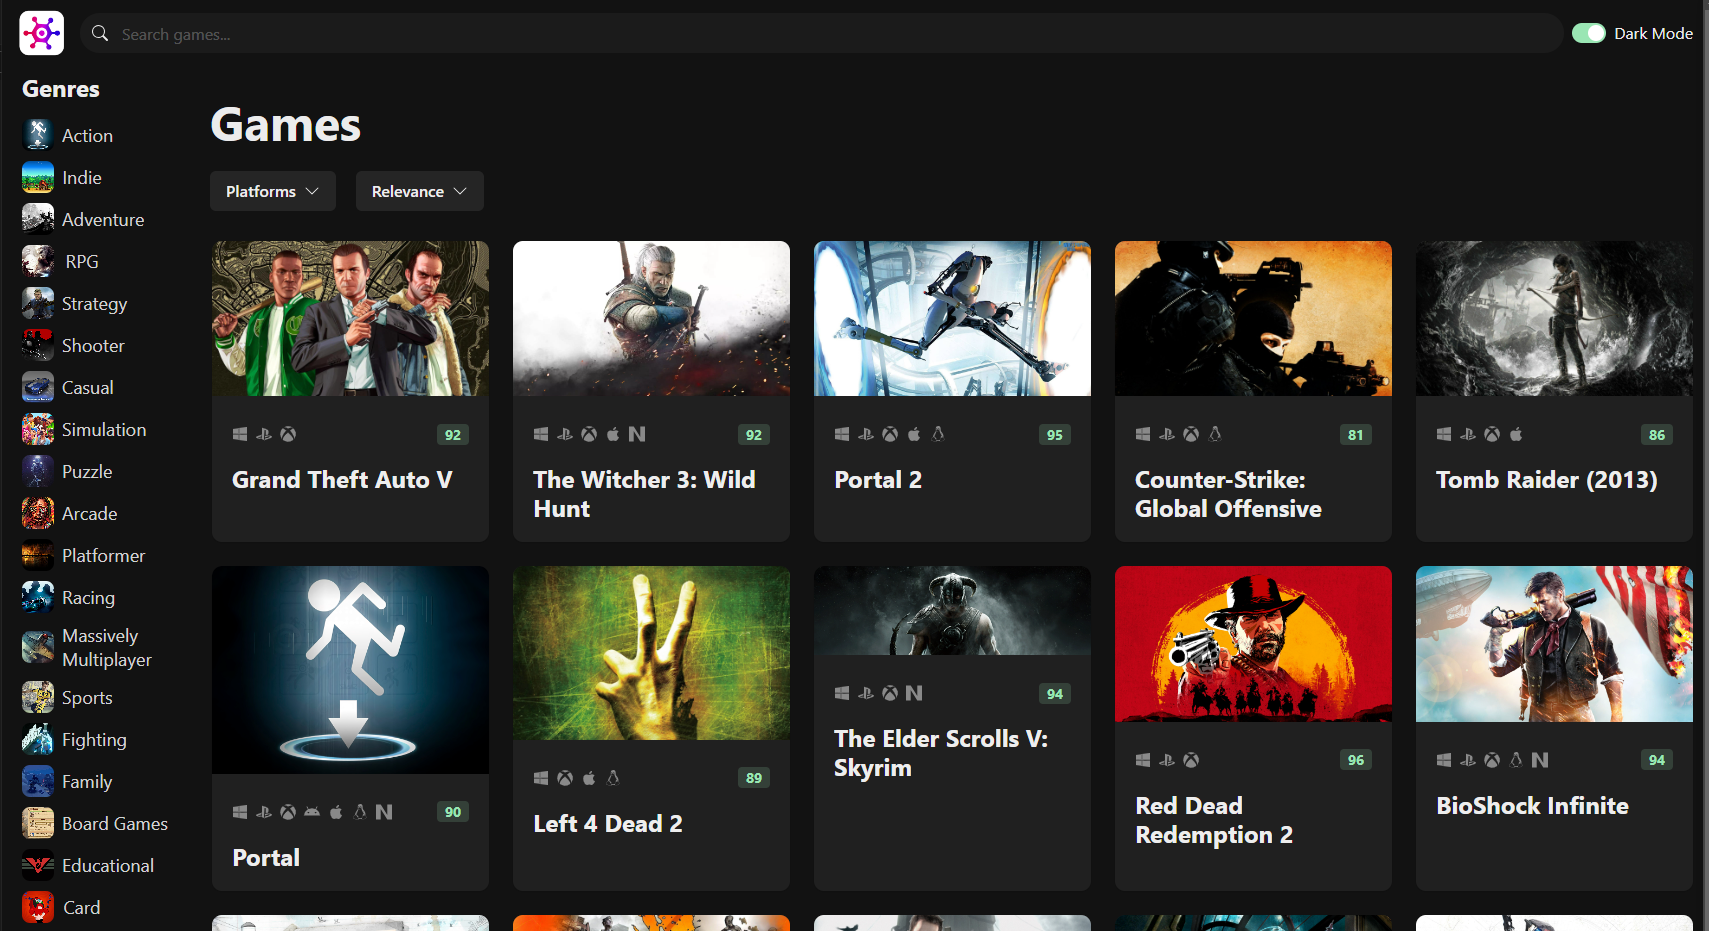 Search games...
Dark Mode
Genres
Action
Indie
Adventure
RPG
Strategy
Shooter
Casual
Simulation
Puzzle
Arcade
Platformer
Racing
Massively
Multiplayer
Sports
Fighting
Family
Board Games
Educational
Card
Games
Platforms
Relevance
92
Grand Theft Auto V
92
The Witcher 3: Wild
Hunt
95
Portal 2
81
Counter-Strike:
Global Offensive
86
Tomb Raider (2013)
90
Portal
89
Left 4 Dead 2
94
The Elder Scrolls V:
Skyrim
96
Red Dead
Redemption 2
94
BioShock Infinite